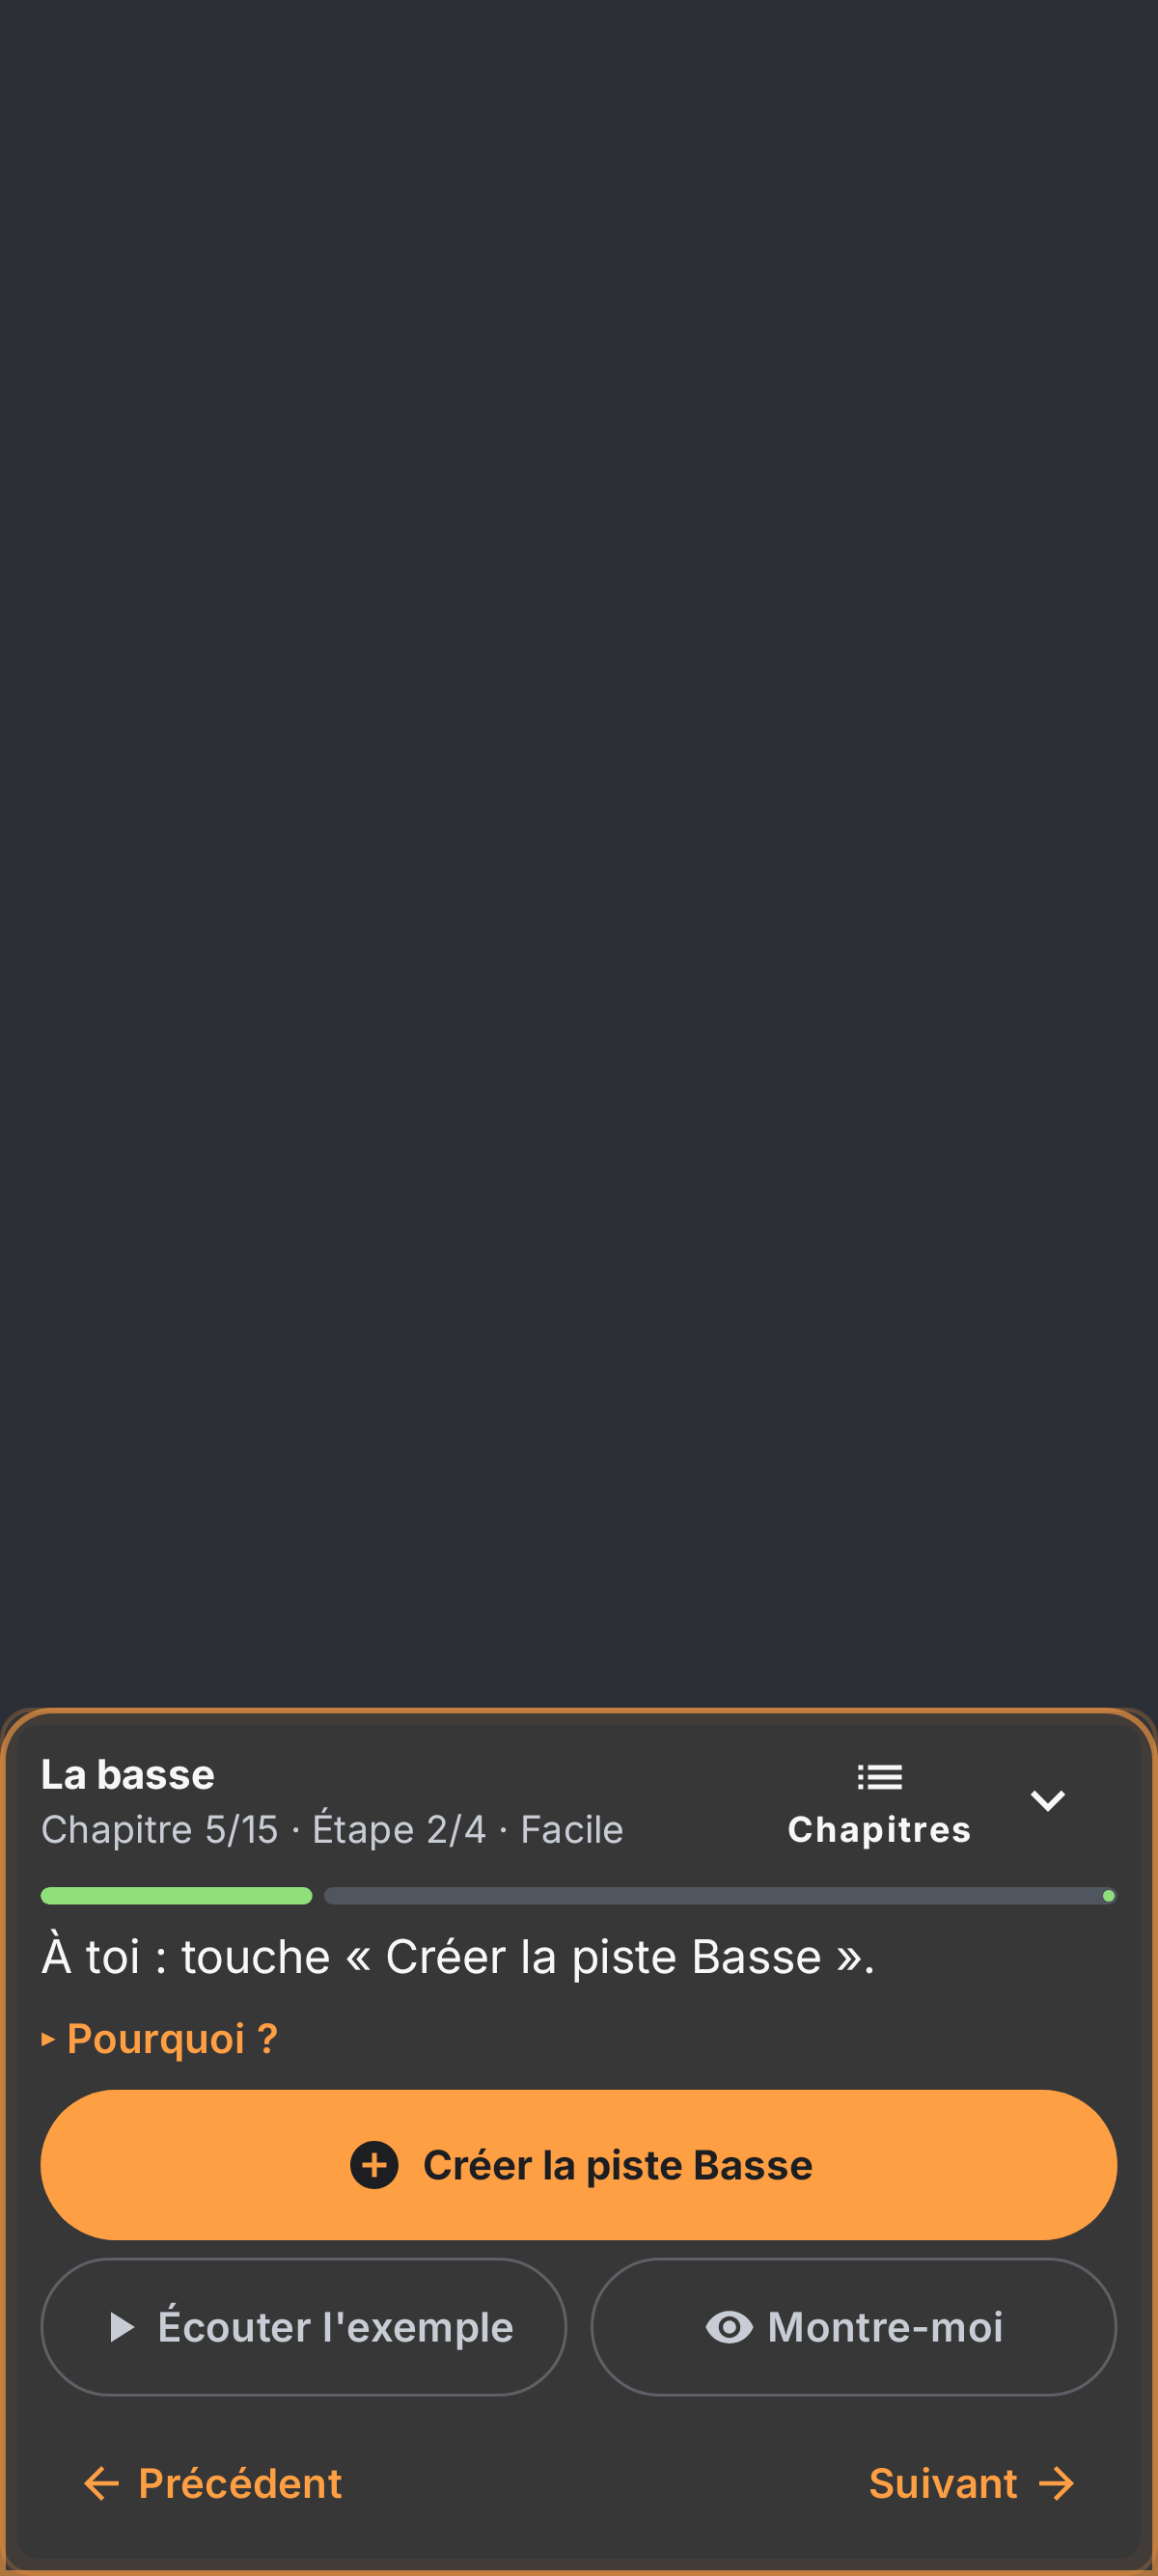 La basse
Chapitre 5/15 · Étape 2/4 · Facile
Chapitres
À toi : touche « Créer la piste Basse ».
▸ Pourquoi ?
Créer la piste Basse
Écouter l'exemple
Montre-moi
Précédent
Suivant